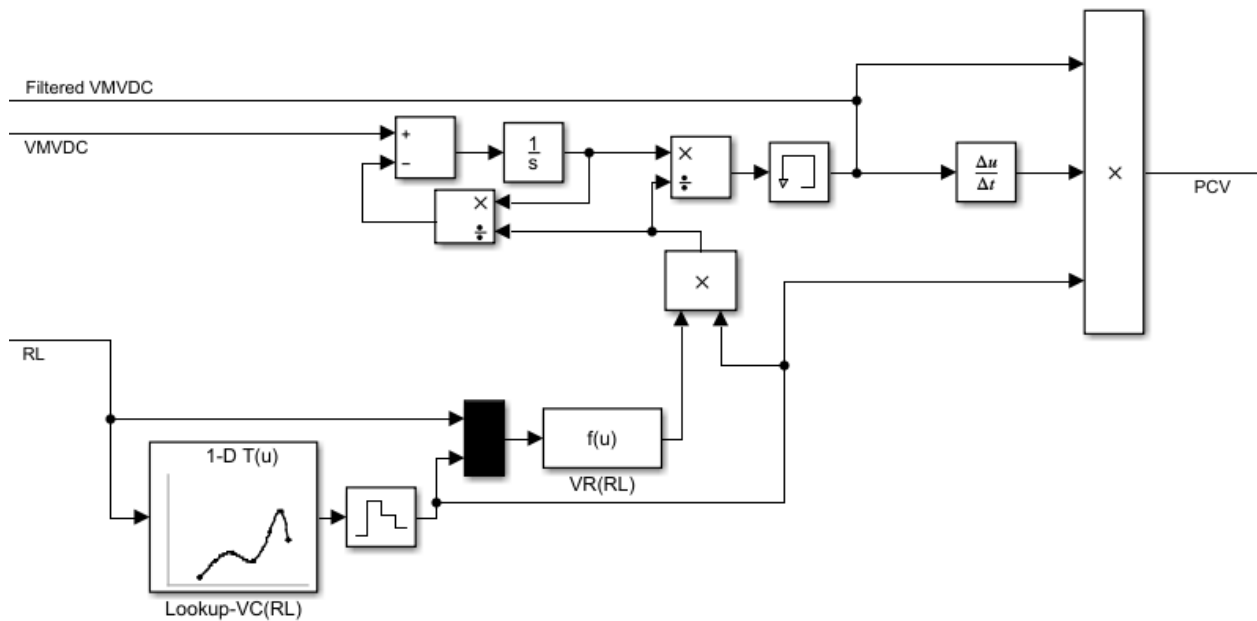 Filtered VMVDC
VMVDC
+
−
1
s
×
÷
×
÷
Δu
Δt
×
PCV
×
RL
1-D T(u)
f(u)
VR(RL)
Lookup-VC(RL)